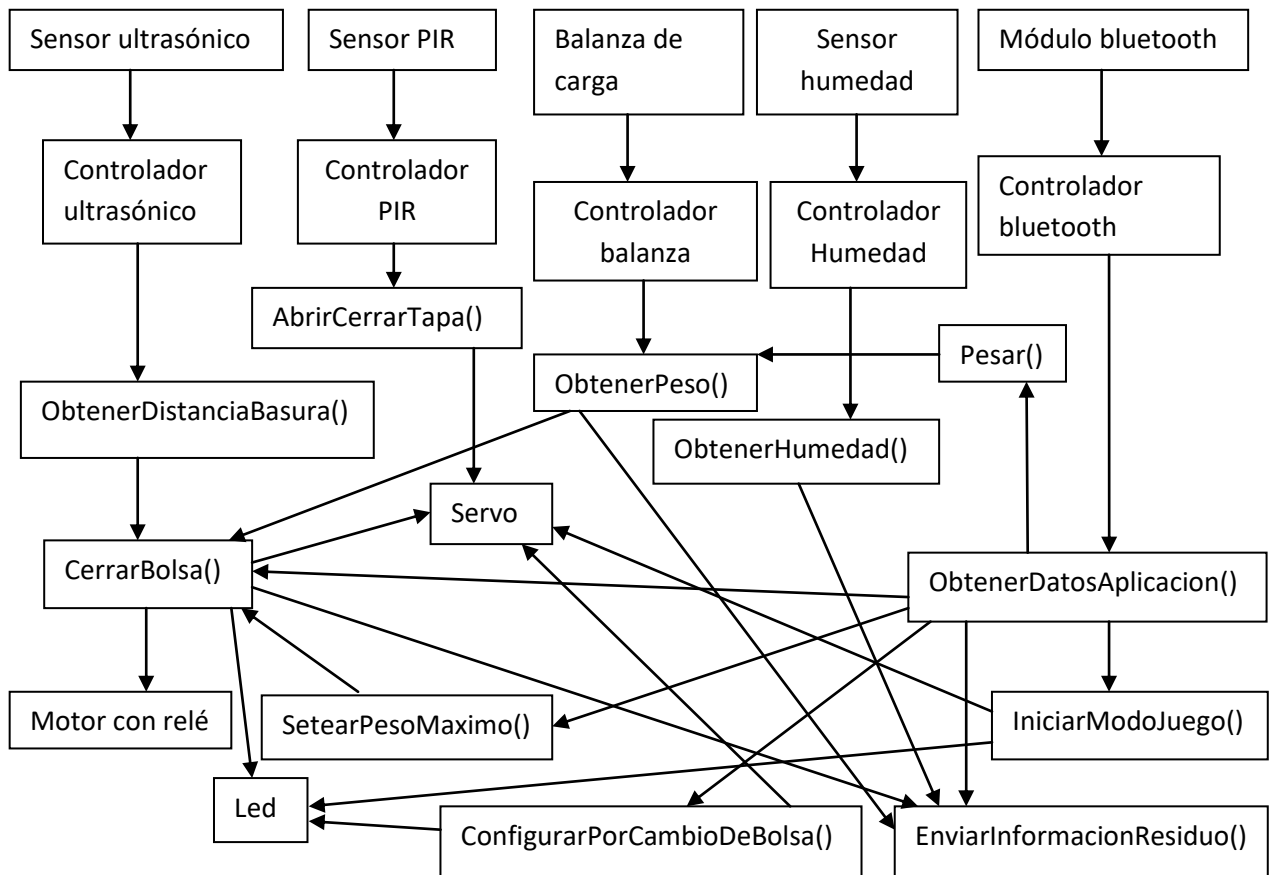 Sensor ultrasónico
Sensor PIR
Balanza de
carga
Sensor
humedad
Módulo bluetooth
Controlador
ultrasónico
Controlador
PIR
Controlador
balanza
Controlador
Humedad
Controlador
bluetooth
AbrirCerrarTapa()
Pesar()
ObtenerPeso()
ObtenerDistanciaBasura()
ObtenerHumedad()
Servo
CerrarBolsa()
ObtenerDatosAplicacion()
Motor con relé
SetearPesoMaximo()
IniciarModoJuego()
Led
ConfigurarPorCambioDeBolsa()
EnviarInformacionResiduo()